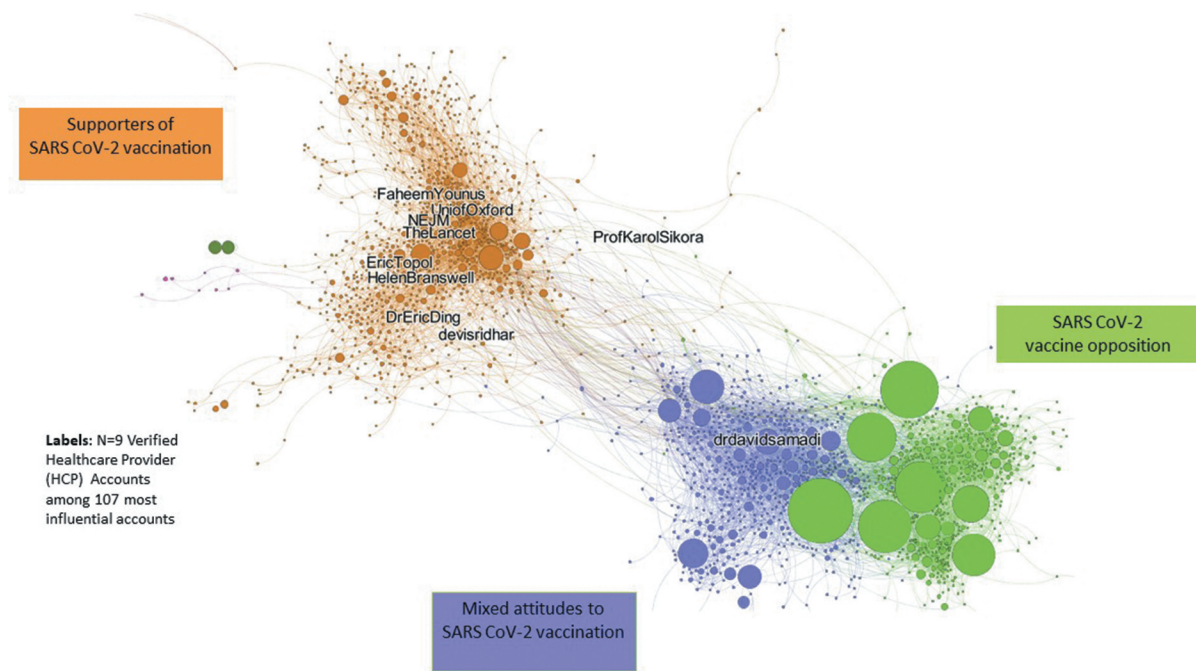 Supporters of
SARS CoV-2 vaccination
FaheemYounus
UniofOxford
NEJM
TheLancet
ProfKarolSikora
EricTopol
HelenBranswell
DrEricDing
devisridhar
SARS CoV-2
vaccine opposition
drdavidsamadi
Labels: N=9 Verified
Healthcare Provider
(HCP) Accounts
among 107 most
influential accounts
Mixed attitudes to
SARS CoV-2 vaccination